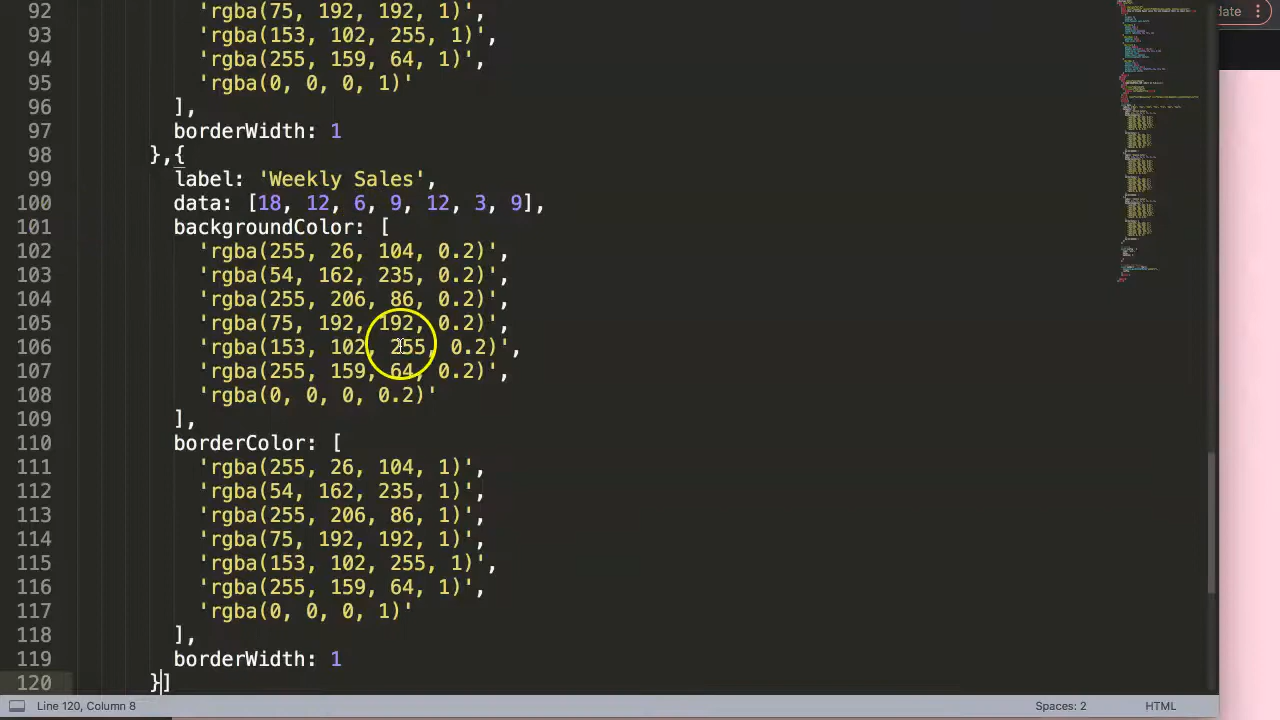 date
92 'rgba(75, 192, 192, 1)',
93 'rgba(153, 102, 255, 1)',
94 'rgba(255, 159, 64, 1)',
95 'rgba(0, 0, 0, 1)'
96 ],
97 borderWidth: 1
98 },{
99 label: 'Weekly Sales',
100 data: [18, 12, 6, 9, 12, 3, 9],
101 backgroundColor: [
102 'rgba(255, 26, 104, 0.2)',
103 'rgba(54, 162, 235, 0.2)',
104 'rgba(255, 206, 86, 0.2)',
105 'rgba(75, 192, 192, 0.2)',
106 'rgba(153, 102, 255, 0.2)',
107 'rgba(255, 159, 64, 0.2)',
108 'rgba(0, 0, 0, 0.2)'
109 ],
110 borderColor: [
111 'rgba(255, 26, 104, 1)',
112 'rgba(54, 162, 235, 1)',
113 'rgba(255, 206, 86, 1)',
114 'rgba(75, 192, 192, 1)',
115 'rgba(153, 102, 255, 1)',
116 'rgba(255, 159, 64, 1)',
117 'rgba(0, 0, 0, 1)'
118 ],
119 borderWidth: 1
120 }]
Line 120, Column 8 Spaces: 2 HTML